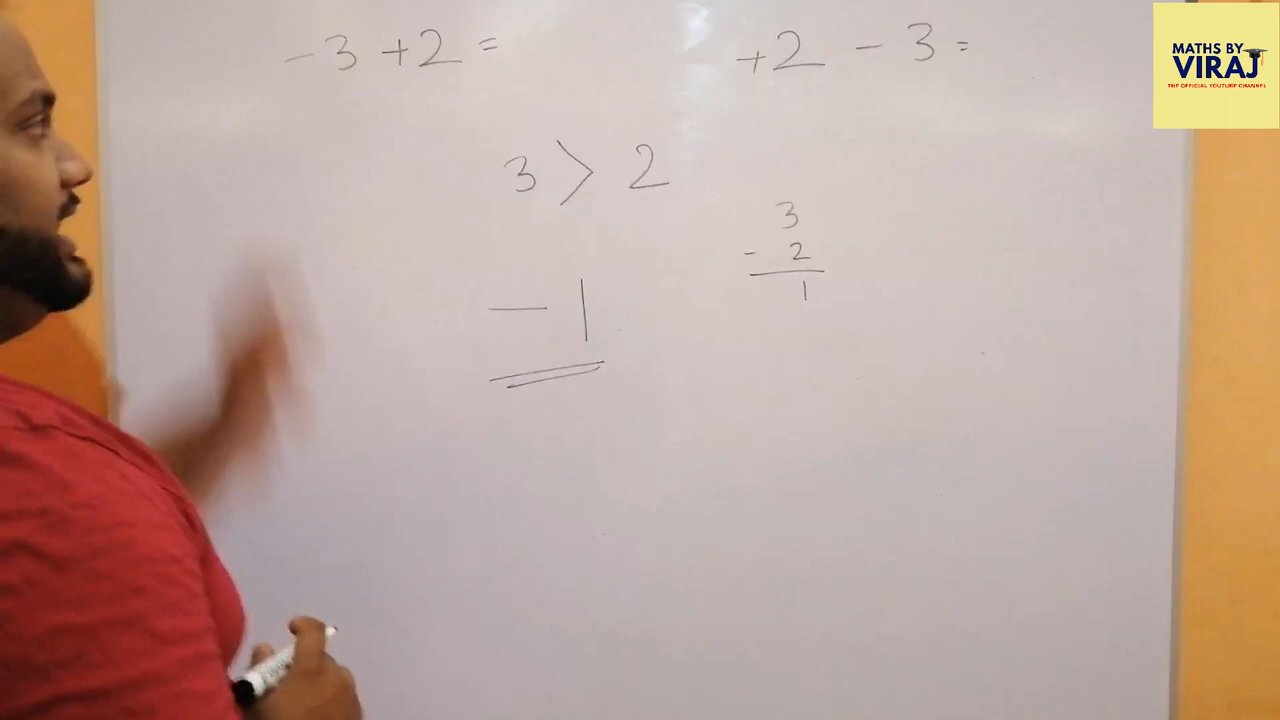 -3 +2 =
+2 - 3 =
3 > 2
3
- 2
1
-1
MATHS BY
VIRAJ
THE OFFICIAL YOUTUBE CHANNEL